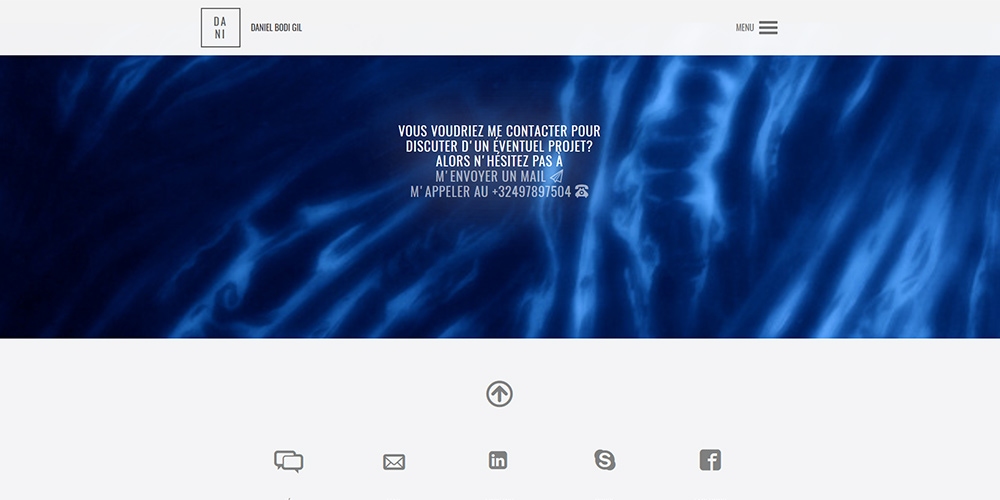 DA
NI
DANIEL BODI GIL
MENU
VOUS VOUDRIEZ ME CONTACTER POUR
DISCUTER D'UN ÉVENTUEL PROJET?
ALORS N'HÉSITEZ PAS À
M'ENVOYER UN MAIL
M'APPELER AU +32497897504